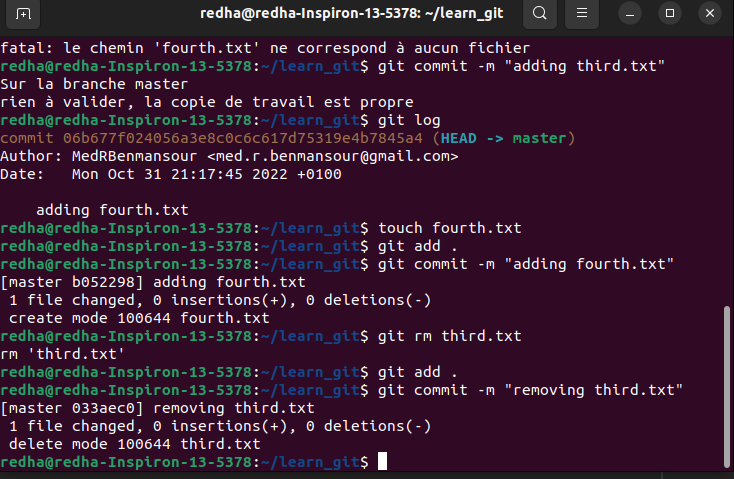 redha@redha-Inspiron-13-5378: ~/learn_git
fatal: le chemin 'fourth.txt' ne correspond à aucun fichier
redha@redha-Inspiron-13-5378:~/learn_git$ git commit -m "adding third.txt"
Sur la branche master
rien à valider, la copie de travail est propre
redha@redha-Inspiron-13-5378:~/learn_git$ git log
commit 06b677f024056a3e8c0c6c617d75319e4b7845a4 (HEAD -> master)
Author: MedRBenmansour <med.r.benmansour@gmail.com>
Date:   Mon Oct 31 21:17:45 2022 +0100

    adding fourth.txt
redha@redha-Inspiron-13-5378:~/learn_git$ touch fourth.txt
redha@redha-Inspiron-13-5378:~/learn_git$ git add .
redha@redha-Inspiron-13-5378:~/learn_git$ git commit -m "adding fourth.txt"
[master b052298] adding fourth.txt
 1 file changed, 0 insertions(+), 0 deletions(-)
 create mode 100644 fourth.txt
redha@redha-Inspiron-13-5378:~/learn_git$ git rm third.txt
rm 'third.txt'
redha@redha-Inspiron-13-5378:~/learn_git$ git add .
redha@redha-Inspiron-13-5378:~/learn_git$ git commit -m "removing third.txt"
[master 033aec0] removing third.txt
 1 file changed, 0 insertions(+), 0 deletions(-)
 delete mode 100644 third.txt
redha@redha-Inspiron-13-5378:~/learn_git$